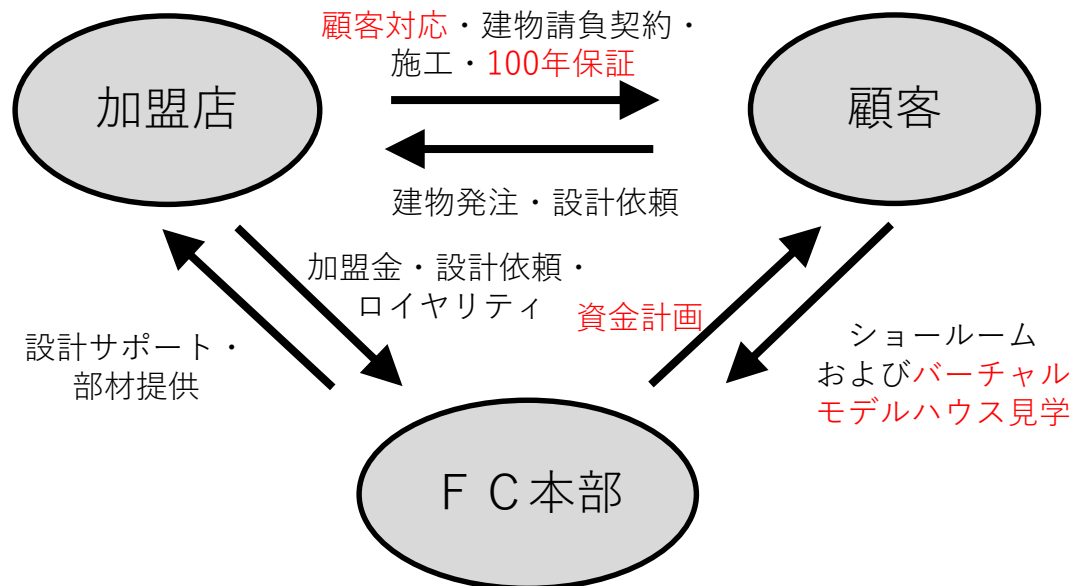 顧客対応・建物請負契約・
施工・100年保証
加盟店
顧客
建物発注・設計依頼
加盟金・設計依頼・
ロイヤリティ
資金計画
設計サポート・
部材提供
ショールーム
およびバーチャル
モデルハウス見学
ＦＣ本部